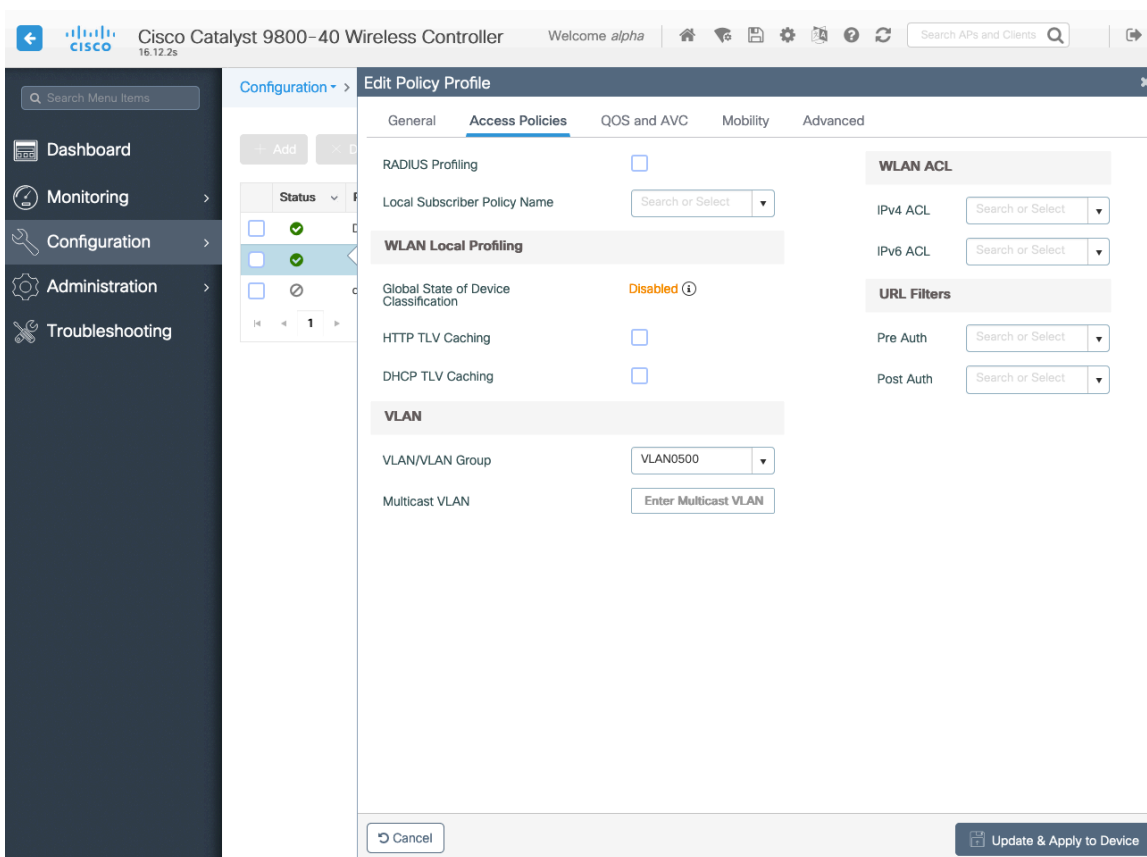 CISCO
Cisco Catalyst 9800-40 Wireless Controller
16.12.2s
Welcome alpha
Search APs and Clients
Search Menu Items
Dashboard
Monitoring
Configuration
Administration
Troubleshooting
Configuration
Add
Status
1
Edit Policy Profile
General Access Policies QOS and AVC Mobility Advanced
RADIUS Profiling
Local Subscriber Policy Name Search or Select
WLAN Local Profiling
Global State of Device
Classification
Disabled
HTTP TLV Caching
DHCP TLV Caching
VLAN
VLAN/VLAN Group VLAN0500
Multicast VLAN Enter Multicast VLAN
WLAN ACL
IPv4 ACL Search or Select
IPv6 ACL Search or Select
URL Filters
Pre Auth Search or Select
Post Auth Search or Select
Cancel
Update & Apply to Device